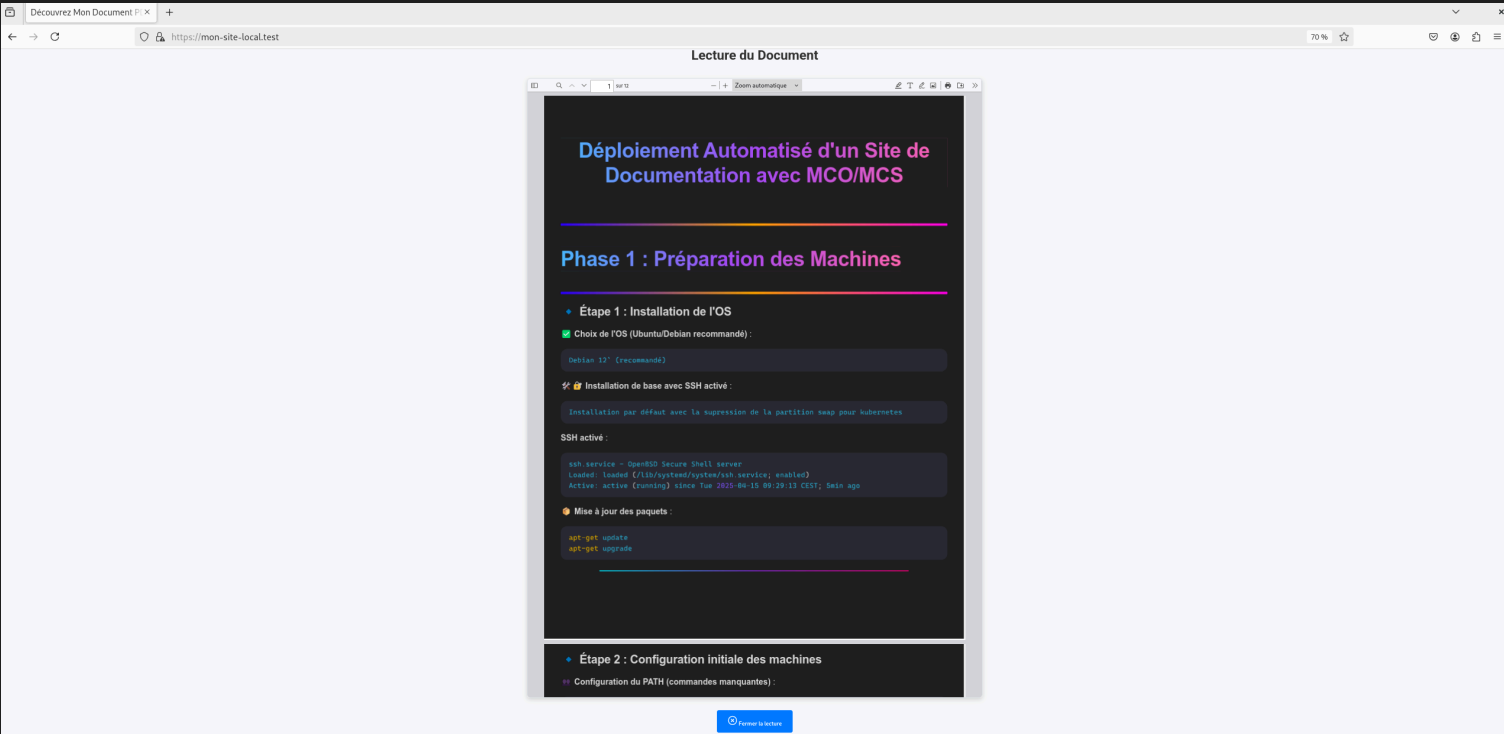 Découvrez Mon Document P
https://mon-site-local.test
70 %
Lecture du Document
1 sur 12
Zoom automatique
Déploiement Automatisé d'un Site de
Documentation avec MCO/MCS
Phase 1 : Préparation des Machines
Étape 1 : Installation de l'OS
✅ Choix de l'OS (Ubuntu/Debian recommandé) :
Debian 12' (recommandé)
🛠 🔐 Installation de base avec SSH activé :
Installation par défaut avec la supression de la partition swap pour kubernetes
SSH activé :
ssh.service - OpenBSD Secure Shell server
Loaded: loaded (/lib/systemd/system/ssh.service; enabled)
Active: active (running) since Tue 2025-04-15 09:29:13 CEST; 5min ago
📦 Mise à jour des paquets :
apt-get update
apt-get upgrade
Étape 2 : Configuration initiale des machines
Configuration du PATH (commandes manquantes) :
Fermer la lecture